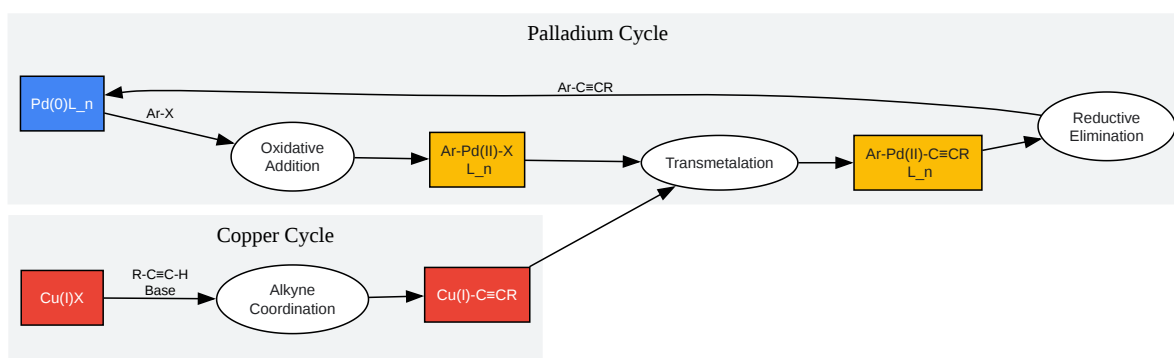 Palladium Cycle
Pd(0)L_n
Ar-X
Oxidative
Addition
Ar-Pd(II)-X
L_n
Transmetalation
Ar-Pd(II)-C≡CR
L_n
Reductive
Elimination
Ar-C≡CR
Copper Cycle
Cu(I)X
R-C≡C-H
Base
Alkyne
Coordination
Cu(I)-C≡CR